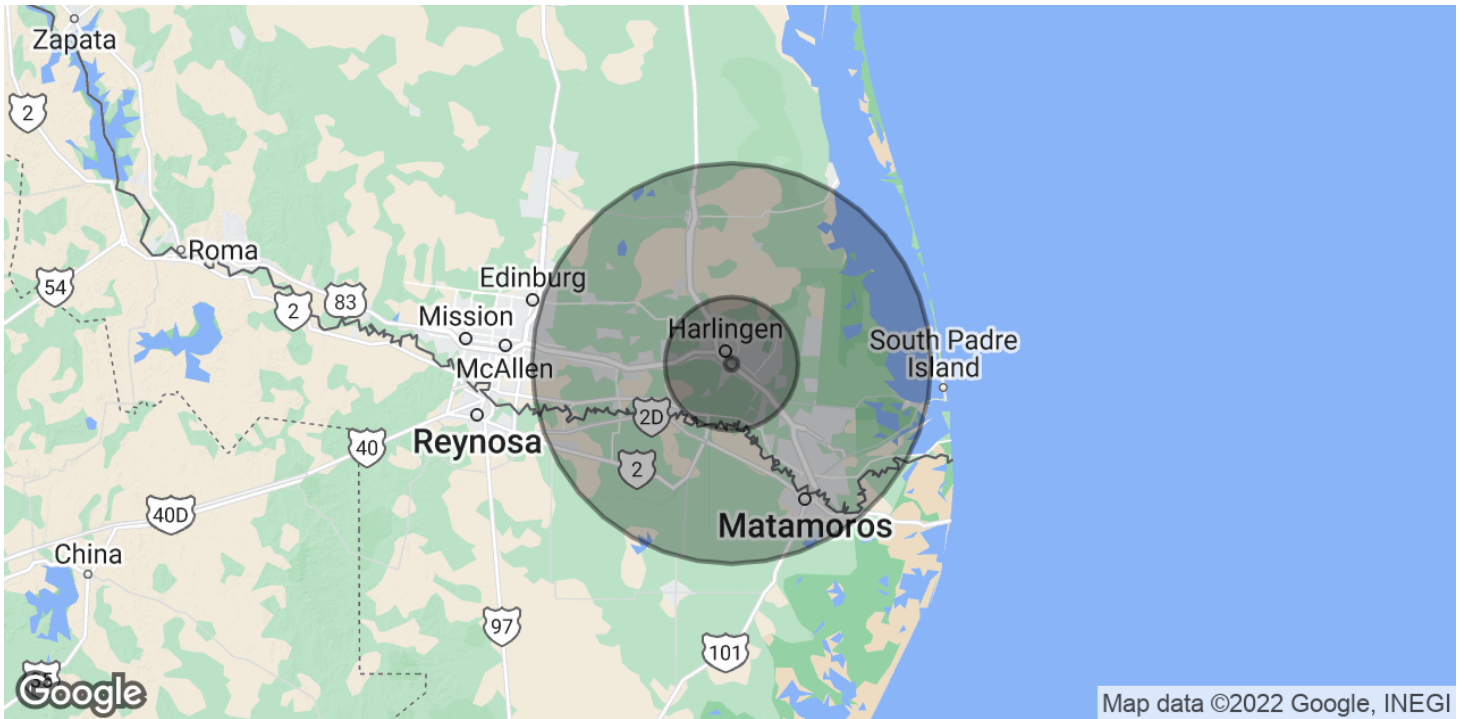 Zapata
2
Roma
54
2
83
Edinburg
Mission
McAllen
Harlingen
South Padre
Island
2D
Reynosa
40
2
40D
Matamoros
China
97
101
Google
Map data ©2022 Google, INEGI